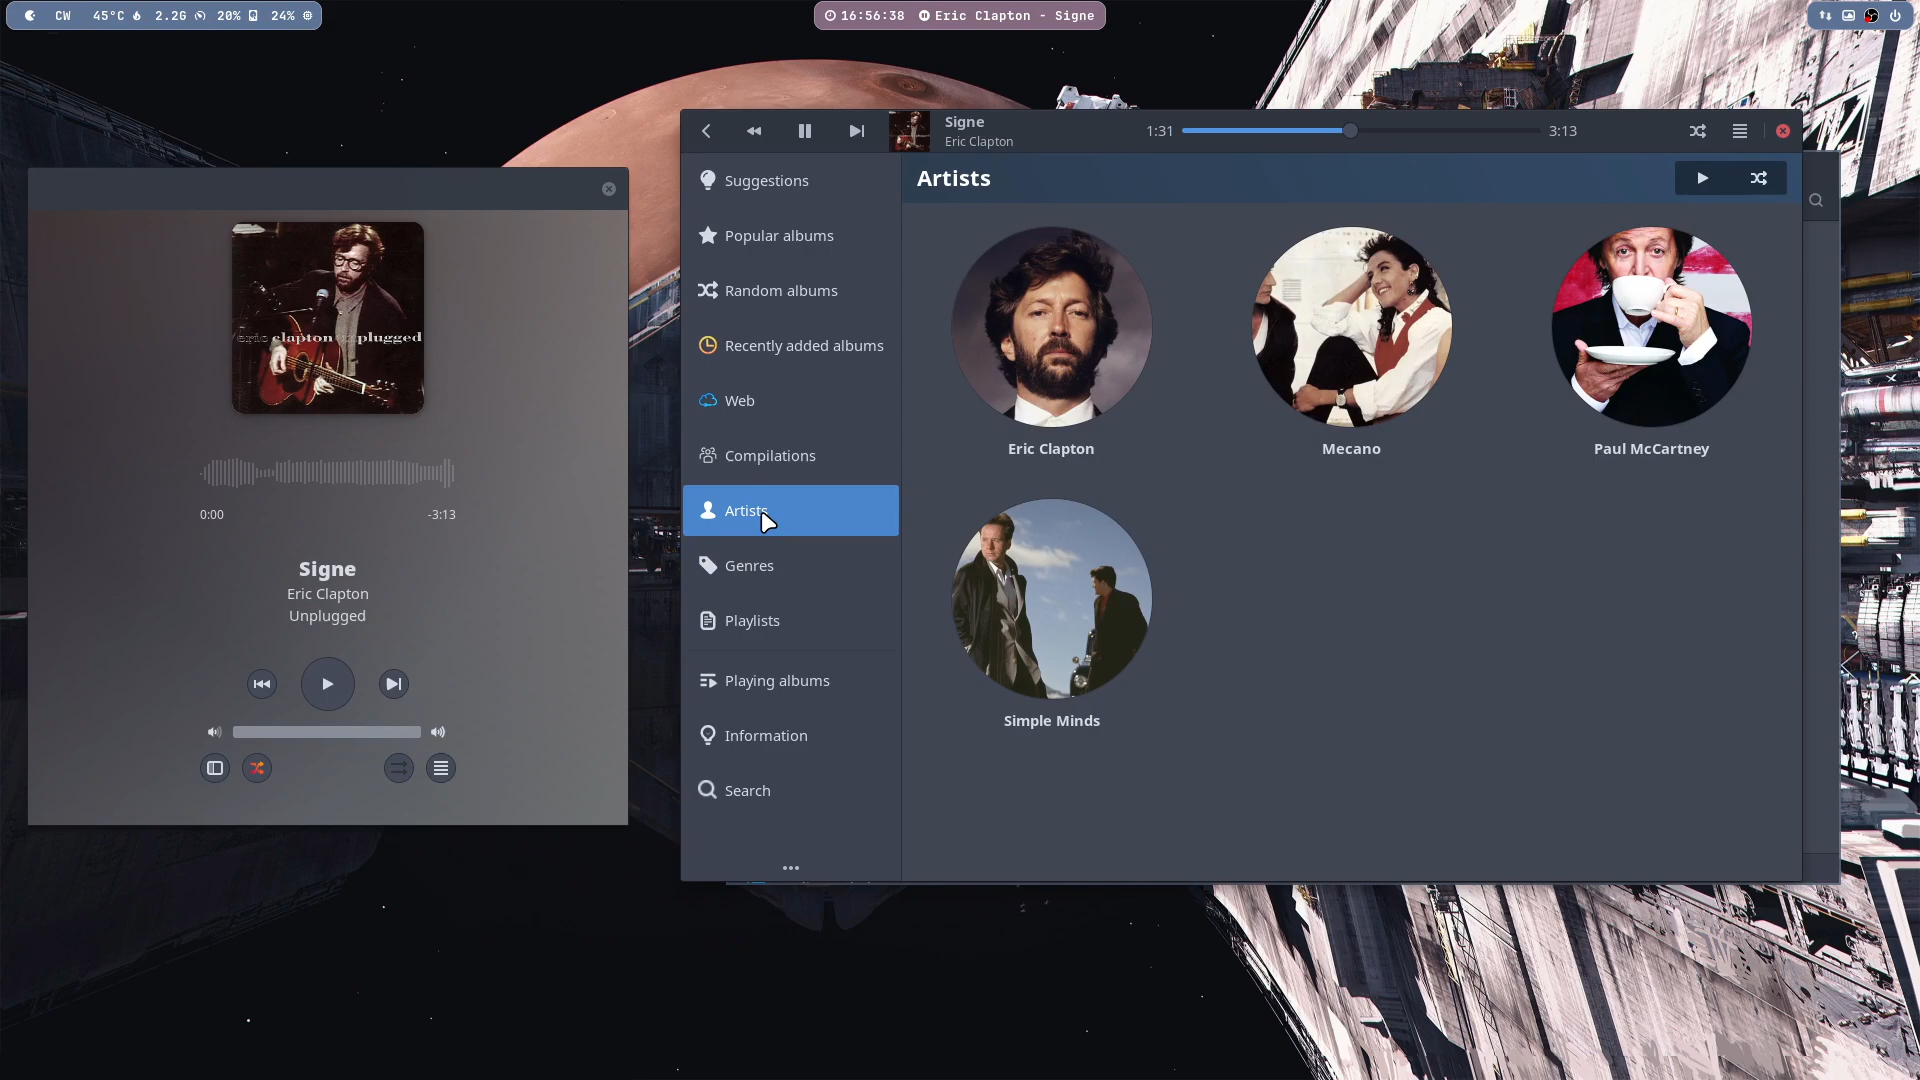 CW 45°C 2.2G 20% 24%
16:56:38 Eric Clapton - Signe
Signe
Eric Clapton
1:31
3:13
eric clapton unplugged
0:00
-3:13
Signe
Eric Clapton
Unplugged
Suggestions
Popular albums
Random albums
Recently added albums
Web
Compilations
Artists
Genres
Playlists
Playing albums
Information
Search
Artists
Eric Clapton
Mecano
Paul McCartney
Simple Minds